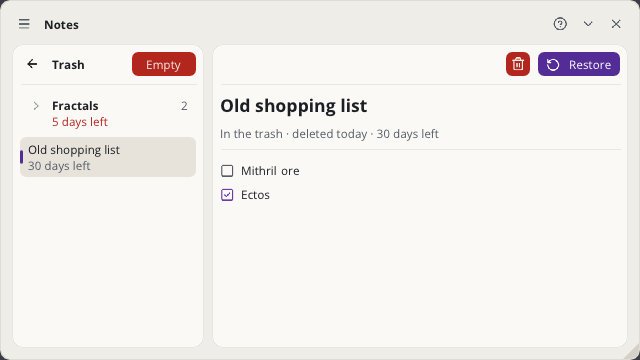 Notes
Trash
Empty
Restore
Fractals 2
5 days left
Old shopping list
30 days left
Old shopping list
In the trash · deleted today · 30 days left
Mithril ore
Ectos